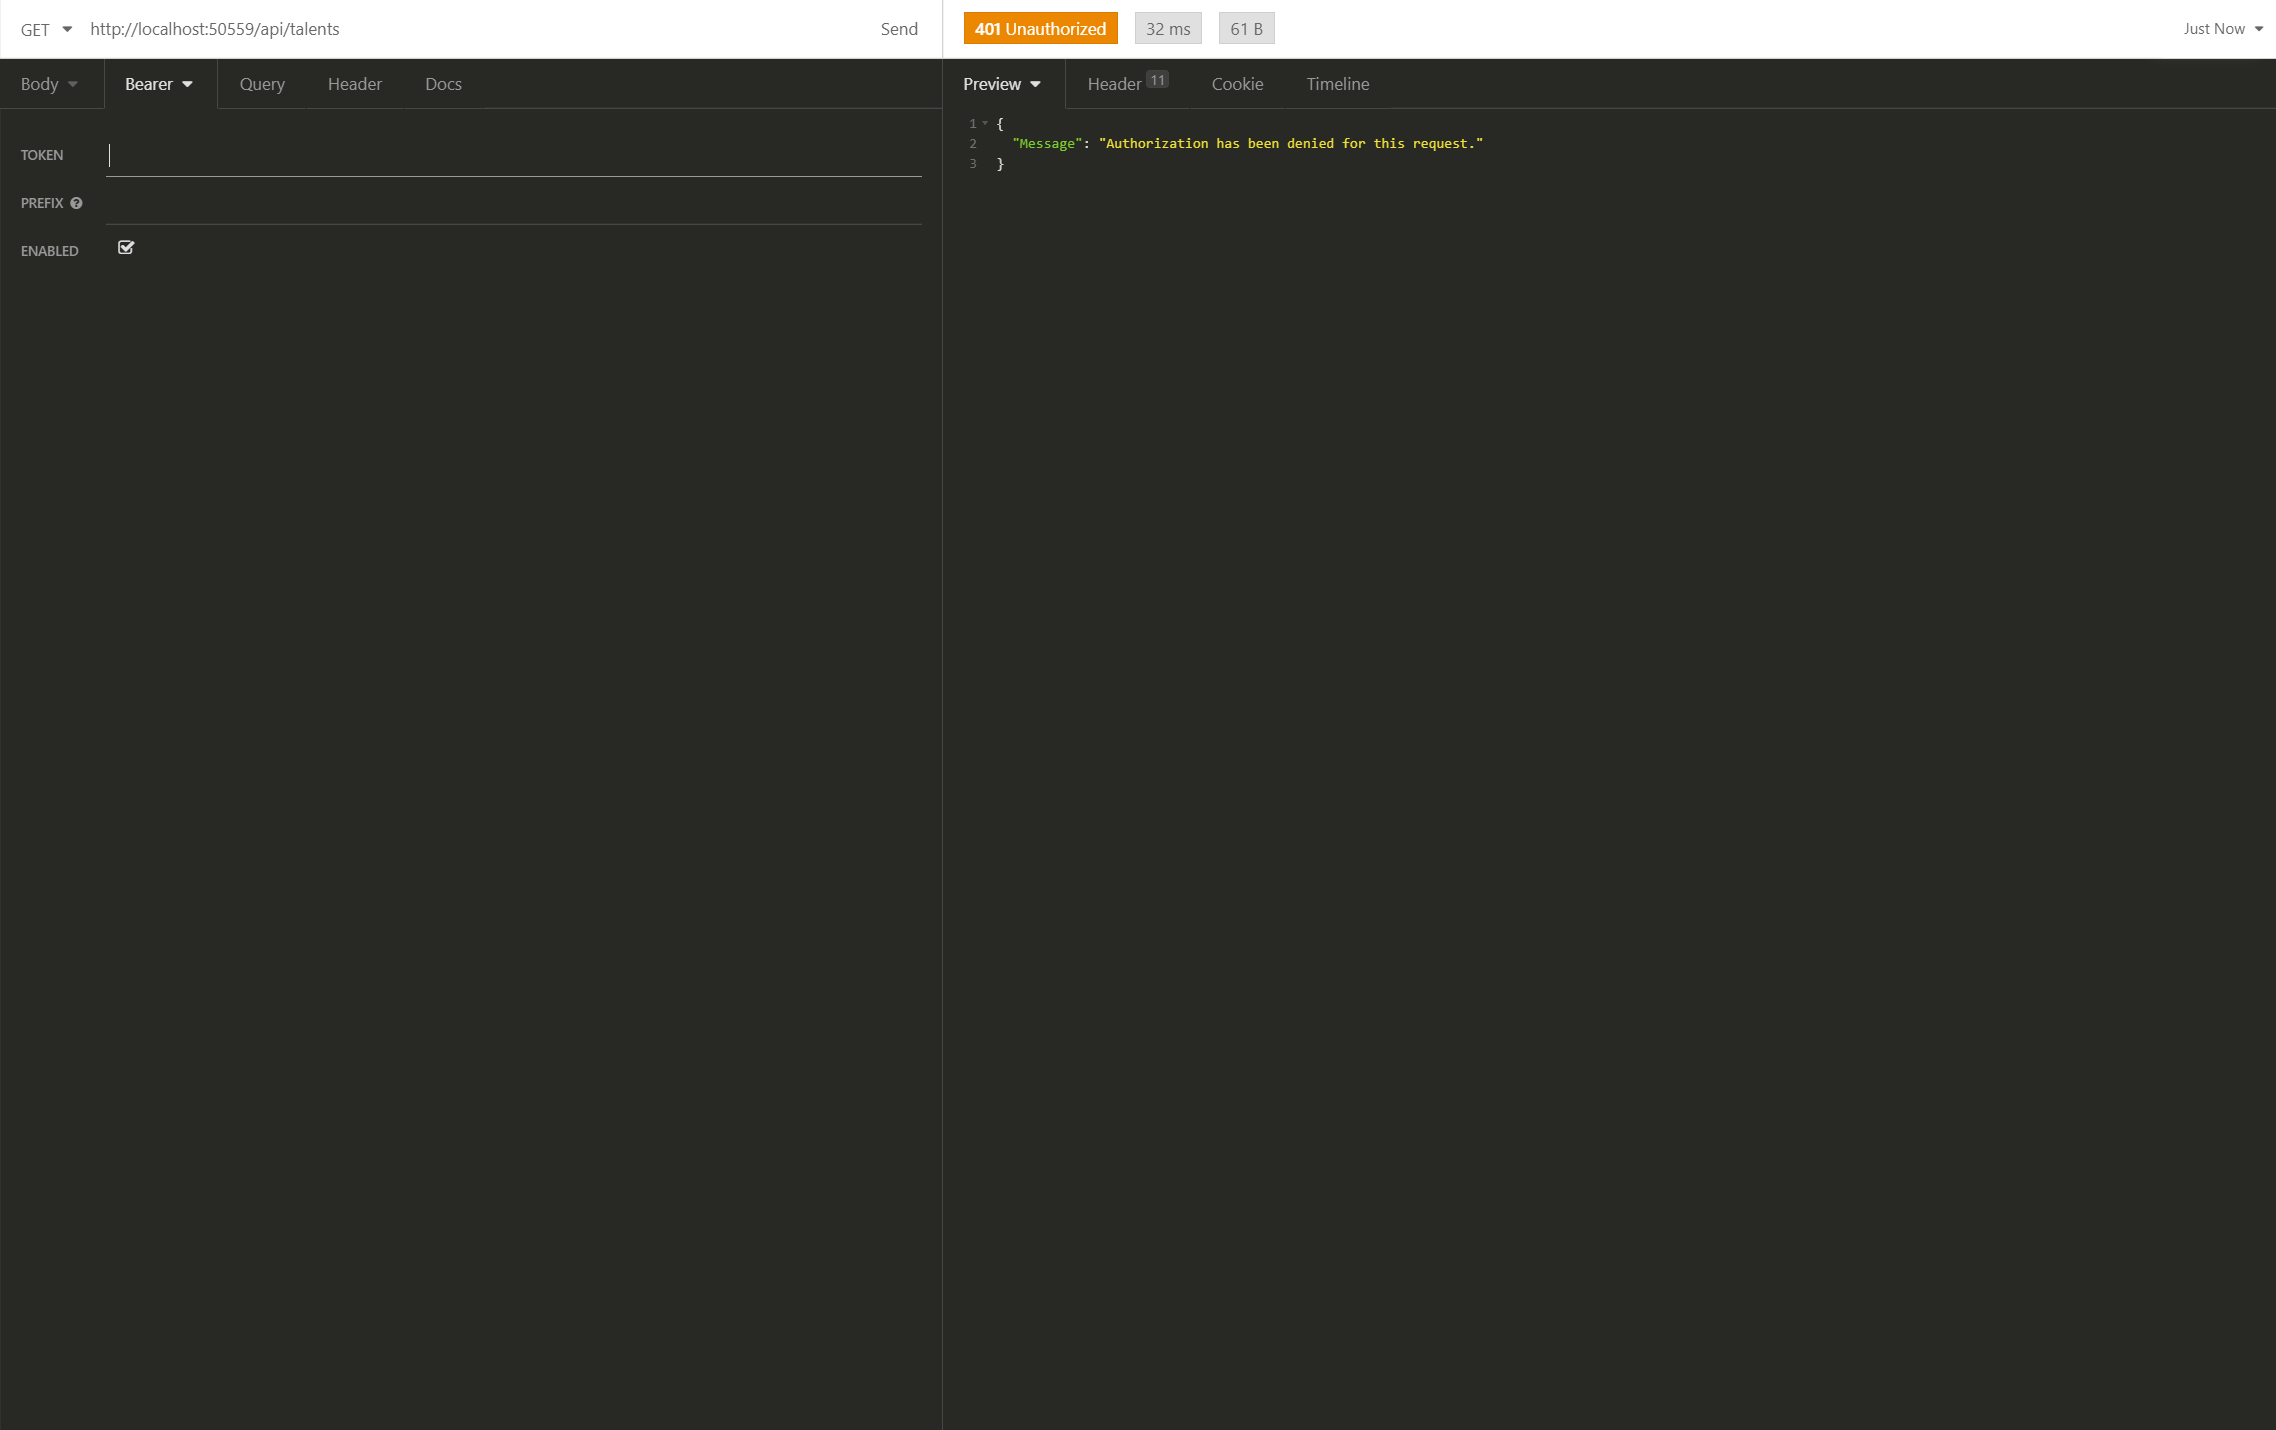 GET http://localhost:50559/api/talents Send
401 Unauthorized 32 ms 61 B Just Now
Body Bearer Query Header Docs
Preview Header 11 Cookie Timeline
TOKEN
PREFIX
ENABLED
1 {
2 "Message": "Authorization has been denied for this request."
3 }